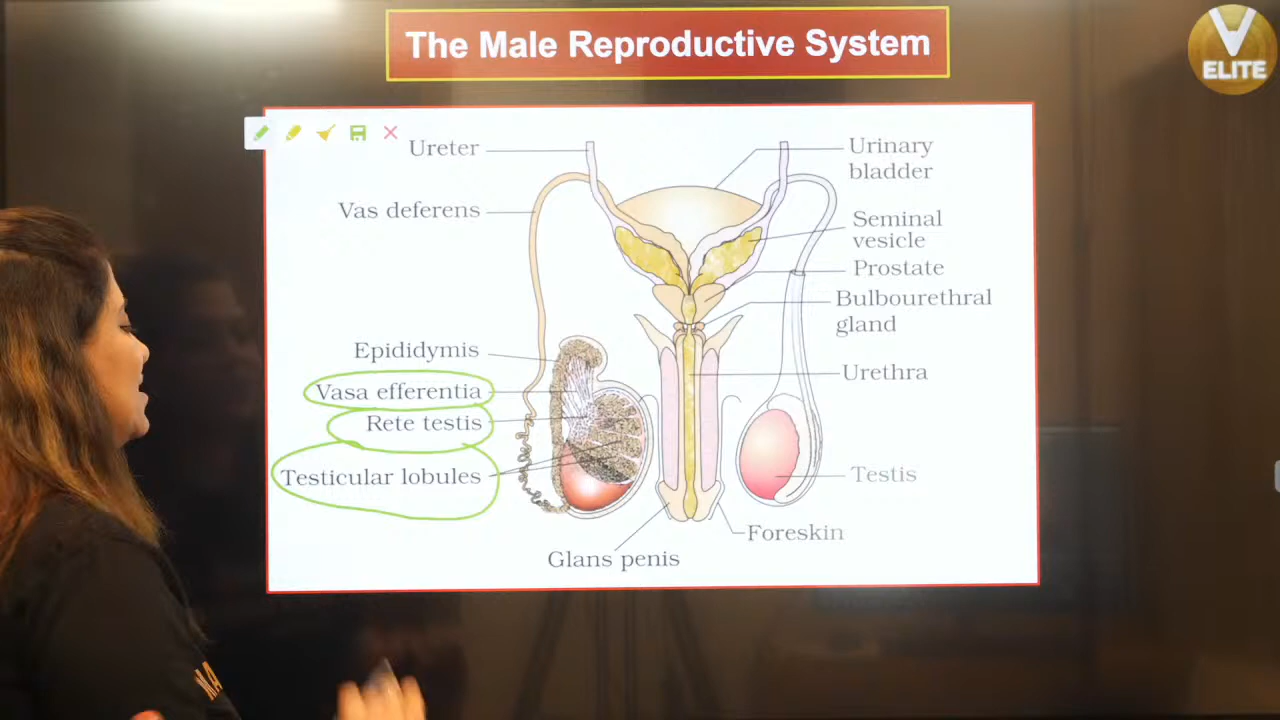 The Male Reproductive System
V
ELITE
Ureter
Vas deferens
Epididymis
Vasa efferentia
Rete testis
Testicular lobules
Glans penis
Urinary
bladder
Seminal
vesicle
Prostate
Bulbourethral
gland
Urethra
Testis
Foreskin